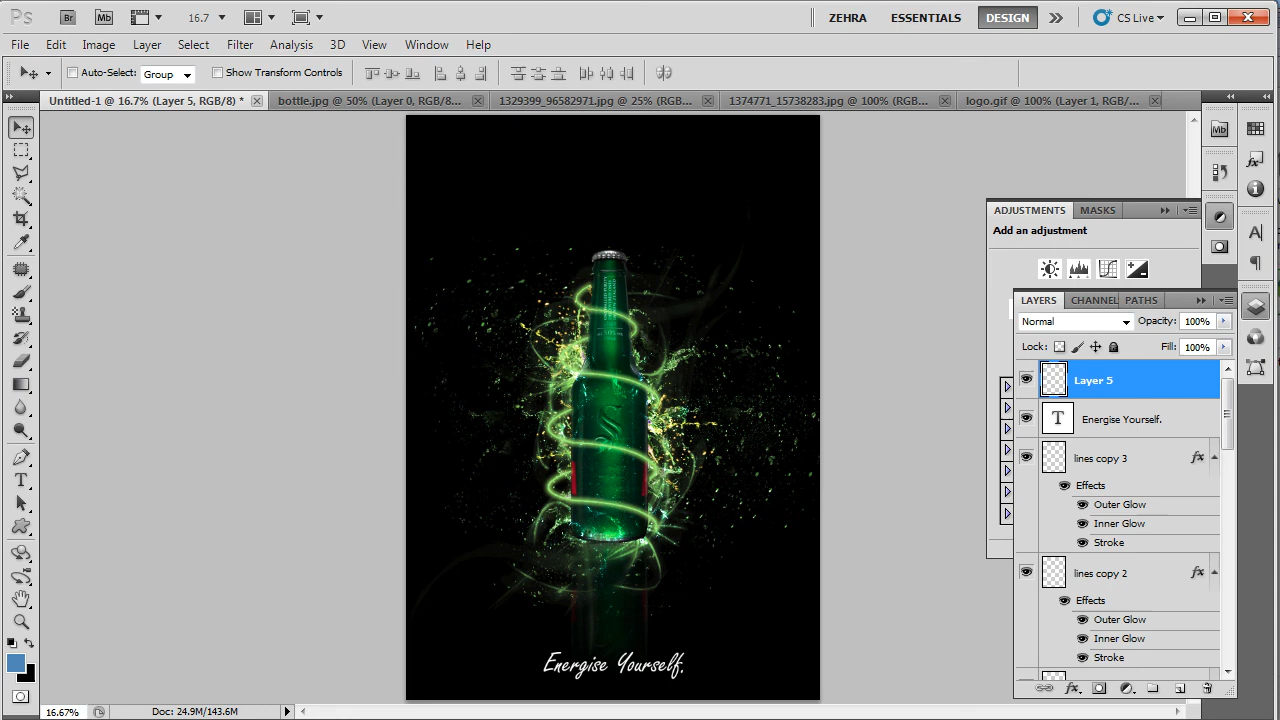 Ps Br Mb 16.7 ZEHRA ESSENTIALS DESIGN CS Live
File Edit Image Layer Select Filter Analysis 3D View Window Help
Auto-Select: Group Show Transform Controls
Untitled-1 @ 16.7% (Layer 5, RGB/8) * bottle.jpg @ 50% (Layer 0, RGB/8... 1329399_96582971.jpg @ 25% (RGB... 1374771_15738283.jpg @ 100% (RGB... logo.gif @ 100% (Layer 1, RGB/...
Mb
ADJUSTMENTS MASKS
Add an adjustment
LAYERS CHANNEL PATHS
Normal Opacity: 100%
Lock: Fill: 100%
Layer 5
T Energise Yourself.
lines copy 3 fx
Effects
Outer Glow
Inner Glow
Stroke
lines copy 2 fx
Effects
Outer Glow
Inner Glow
Stroke
Energise Yourself.
16.67% Doc: 24.9M/143.6M